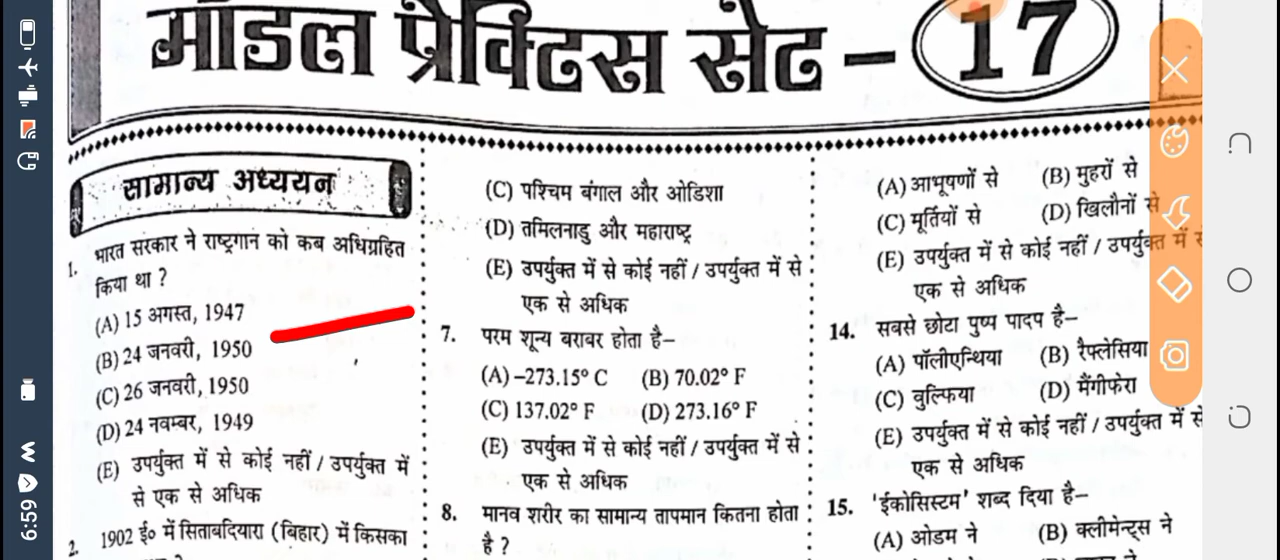 मॉडल प्रैक्टिस सेट – 17
सामान्य अध्ययन
1. भारत सरकार ने राष्ट्रगान को कब अधिग्रहित
किया था ?
(A) 15 अगस्त, 1947
(B) 24 जनवरी, 1950
(C) 26 जनवरी, 1950
(D) 24 नवम्बर, 1949
(E) उपर्युक्त में से कोई नहीं / उपर्युक्त में
से एक से अधिक
2. 1902 ई० में सिताबदियारा (बिहार) में किसका
(C) पश्चिम बंगाल और ओडिशा
(D) तमिलनाडु और महाराष्ट्र
(E) उपर्युक्त में से कोई नहीं / उपर्युक्त में से
एक से अधिक
7. परम शून्य बराबर होता है–
(A) –273.15° C (B) 70.02° F
(C) 137.02° F (D) 273.16° F
(E) उपर्युक्त में से कोई नहीं / उपर्युक्त में से
एक से अधिक
8. मानव शरीर का सामान्य तापमान कितना होता
है ?
(A) आभूषणों से (B) मुहरों से
(C) मूर्तियों से (D) खिलौनों से
(E) उपर्युक्त में से कोई नहीं / उपर्युक्त में
एक से अधिक
14. सबसे छोटा पुष्प पादप है–
(A) पॉलीएन्थिया (B) रैफ्लेसिया
(C) वुल्फिया (D) मैंगीफेरा
(E) उपर्युक्त में से कोई नहीं / उपर्युक्त में से
एक से अधिक
15. 'ईकोसिस्टम' शब्द दिया है–
(A) ओडम ने (B) क्लीमेन्ट्स ने
6:59